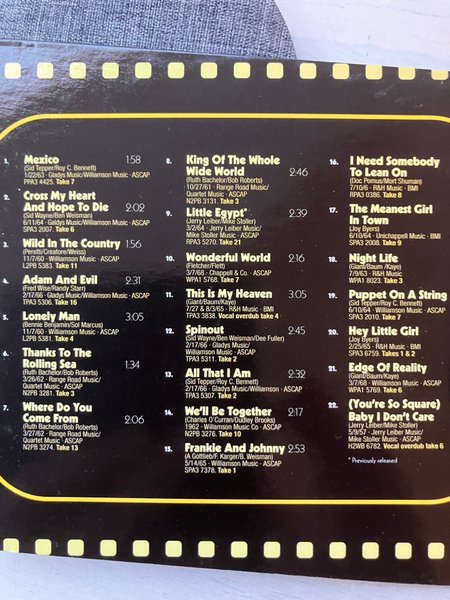 1. Mexico 1:58
(Sid Tepper/Roy C. Bennett)
1/22/63 · Gladys Music/Williamson Music · ASCAP
PPA3 4425. Take 7
2. Cross My Heart
And Hope To Die 2:02
(Sid Wayne/Ben Weisman)
6/11/64 · Gladys Music/Williamson Music · ASCAP
SPA3 2007. Take 6
3. Wild In The Country 1:56
(Peretti/Creatore/Weiss)
11/7/60 · Williamson Music · ASCAP
L2PB 5383. Take 11
4. Adam And Evil 2:31
(Fred Wise/Randy Starr)
2/17/66 · Gladys Music/Williamson Music · ASCAP
TPA3 5306. Take 16
5. Lonely Man 3:05
(Bennie Benjamin/Sol Marcus)
11/7/60 · Williamson Music · ASCAP
L2PB 5381. Take 4
6. Thanks To The
Rolling Sea 1:34
(Ruth Batchelor/Bob Roberts)
3/26/62 · Range Road Music/
Quartet Music · ASCAP
N2PB 3281. Take 3
7. Where Do You
Come From 2:06
(Ruth Batchelor/Bob Roberts)
3/27/62 · Range Road Music/
Quartet Music · ASCAP
N2PB 3274. Take 13
8. King Of The Whole
Wide World 2:46
(Ruth Batchelor/Bob Roberts)
10/27/61 · Range Road Music/
Quartet Music · ASCAP
N2PB 3131. Take 3
9. Little Egypt* 2:39
(Jerry Leiber/Mike Stoller)
3/2/64 · Jerry Leiber Music/
Mike Stoller Music · ASCAP
RPA3 5270. Take 21
10. Wonderful World 2:16
(Fletcher/Flett)
3/7/68 · Chappell & Co. · ASCAP
WPA1 5768. Take 7
11. This Is My Heaven 3:05
(Giant/Baum/Kaye)
7/27 & 8/3/65 · R&H Music · BMI
TPA3 3838. Vocal overdub take 4
12. Spinout 2:45
(Sid Wayne/Ben Weisman/Dee Fuller)
2/17/66 · Gladys Music/
Williamson Music · ASCAP
TPA3 5311. Take 2
13. All That I Am 2:32
(Sid Tepper/Roy C. Bennett)
2/17/66 · Gladys Music/
Williamson Music · ASCAP
TPA3 5307. Take 2
14. We'll Be Together 2:17
(Charles O'Curran/Dudley Brooks)
1962 · Williamson Music Co · ASCAP
N2PB 3276. Take 10
15. Frankie And Johnny 2:53
(A Gottlieb/F. Karger/B. Weisman)
5/14/65 · Williamson Music · ASCAP
SPA3 7378. Take 1
16. I Need Somebody
To Lean On
(Doc Pomus/Mort Shuman)
7/10/6 · R&H Music · BMI
RPA3 0386. Take 8
17. The Meanest Girl
In Town
(Joy Byers)
6/10/64 · Unichappell Music · BMI
SPA3 2008. Take 9
18. Night Life
(Giant/Baum/Kaye)
7/9/63 · R&H Music · BMI
WPA1 8023. Take 3
19. Puppet On A String
(Sid Tepper/Roy C. Bennett)
6/10/64 · Williamson Music · ASCAP
SPA3 2010. Take 7
20. Hey Little Girl
(Joy Byers)
2/25/65 · R&H Music · BMI
SPA3 6759. Takes 1 & 2
21. Edge Of Reality
(Giant/Baum/Kaye)
3/7/68 · Williamson Music · ASCAP
WPA1 5769. Take 6
22. (You're So Square)
Baby I Don't Care
(Jerry Leiber/Mike Stoller)
5/9/57 · Jerry Leiber Music/
Mike Stoller Music · ASCAP
H2WB 6782. Vocal overdub take 6
* Previously released